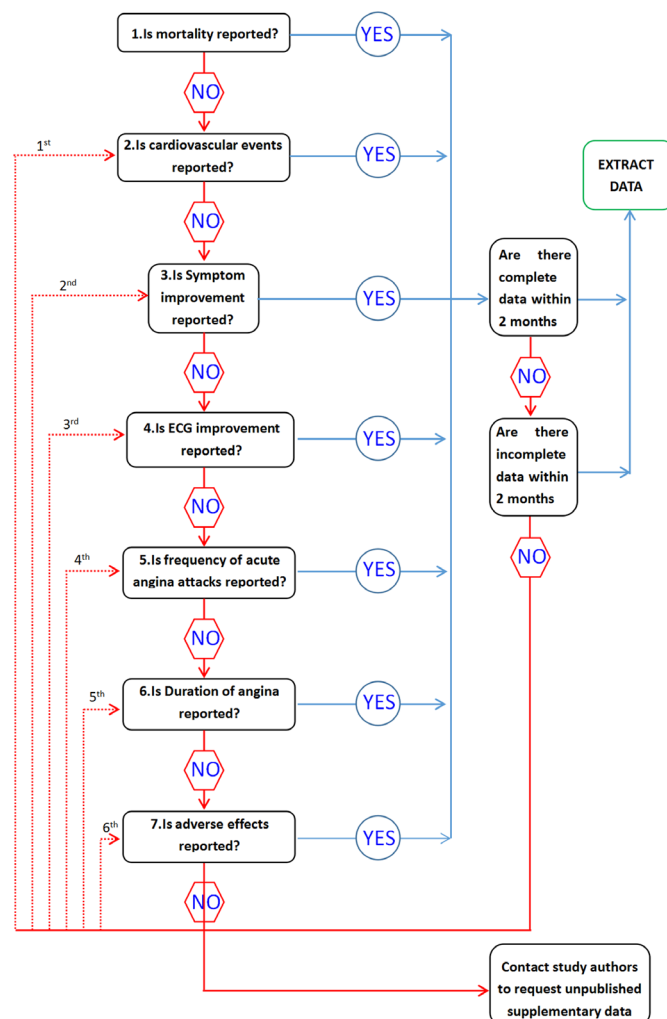 1.Is mortality reported?
YES
NO
1st
2.Is cardiovascular events
reported?
YES
EXTRACT
DATA
NO
2nd
3.Is Symptom
improvement
reported?
YES
Are there
complete
data within
2 months
NO
NO
3rd
4.Is ECG improvement
reported?
YES
Are there
incomplete
data within
2 months
NO
NO
4th
5.Is frequency of acute
angina attacks reported?
YES
NO
5th
6.Is Duration of angina
reported?
YES
NO
6th
7.Is adverse effects
reported?
YES
NO
Contact study authors
to request unpublished
supplementary data